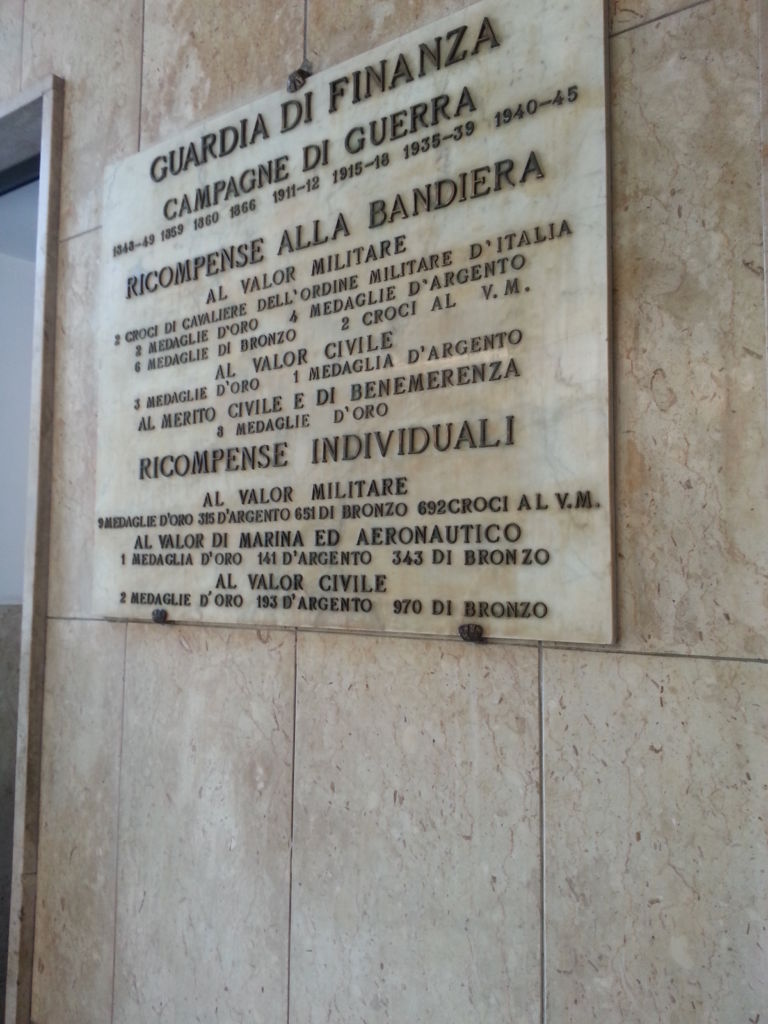 GUARDIA DI FINANZA
CAMPAGNE DI GUERRA
1848-49 1859 1860 1866 1911-12 1915-18 1935-39 1940-45
RICOMPENSE ALLA BANDIERA
AL VALOR MILITARE
2 CROCI DI CAVALIERE DELL'ORDINE MILITARE D'ITALIA
2 MEDAGLIE D'ORO 4 MEDAGLIE D'ARGENTO
6 MEDAGLIE DI BRONZO 2 CROCI AL V.M.
AL VALOR CIVILE
3 MEDAGLIE D'ORO 1 MEDAGLIA D'ARGENTO
AL MERITO CIVILE E DI BENEMERENZA
8 MEDAGLIE D'ORO
RICOMPENSE INDIVIDUALI
AL VALOR MILITARE
9 MEDAGLIE D'ORO 315 D'ARGENTO 651 DI BRONZO 692 CROCI AL V.M.
AL VALOR DI MARINA ED AERONAUTICO
1 MEDAGLIA D'ORO 141 D'ARGENTO 343 DI BRONZO
AL VALOR CIVILE
2 MEDAGLIE D'ORO 193 D'ARGENTO 970 DI BRONZO